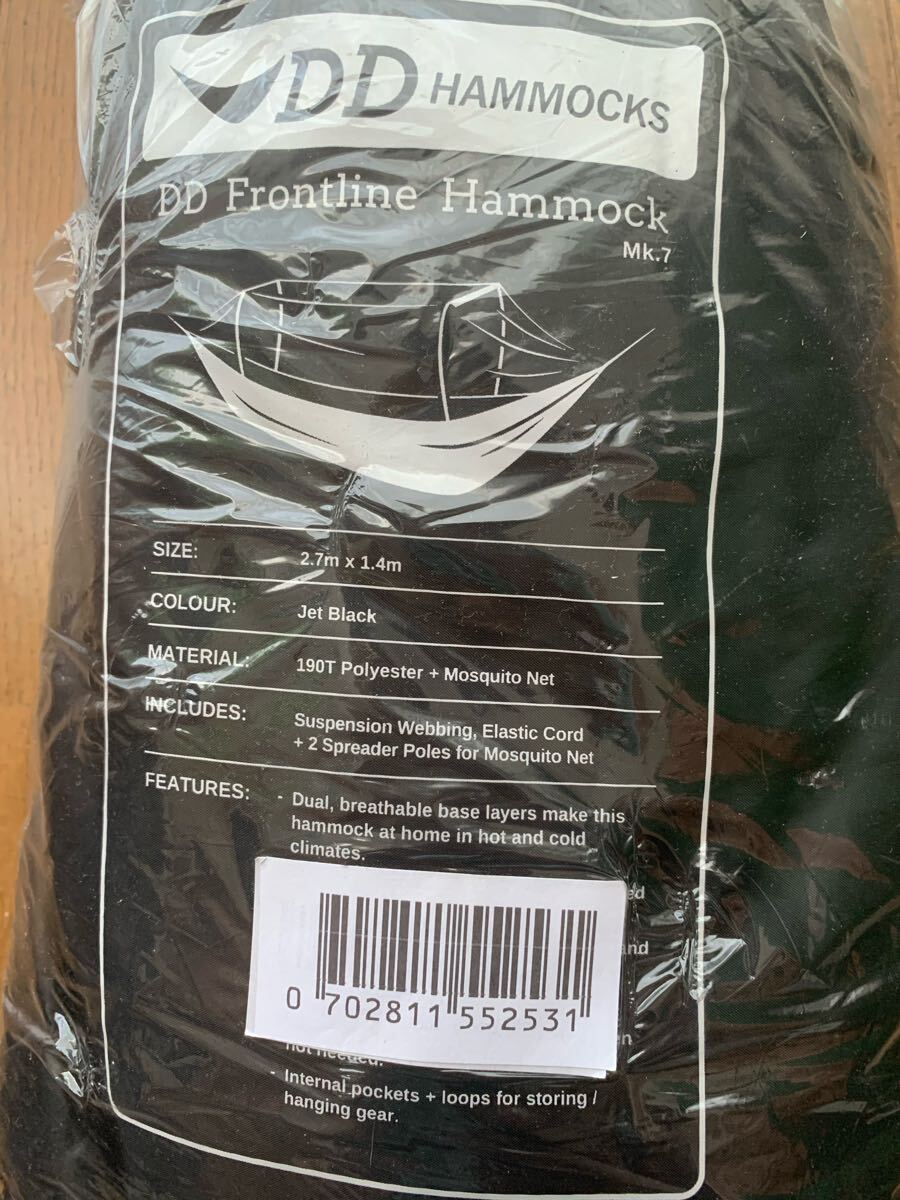 DD HAMMOCKS
DD Frontline Hammock
Mk.7
SIZE: 2.7m x 1.4m
COLOUR: Jet Black
MATERIAL: 190T Polyester + Mosquito Net
INCLUDES: Suspension Webbing, Elastic Cord
+ 2 Spreader Poles for Mosquito Net
FEATURES: - Dual, breathable base layers make this
hammock at home in hot and cold
climates.
0 702811 552531
not needed.
- Internal pockets + loops for storing /
hanging gear.